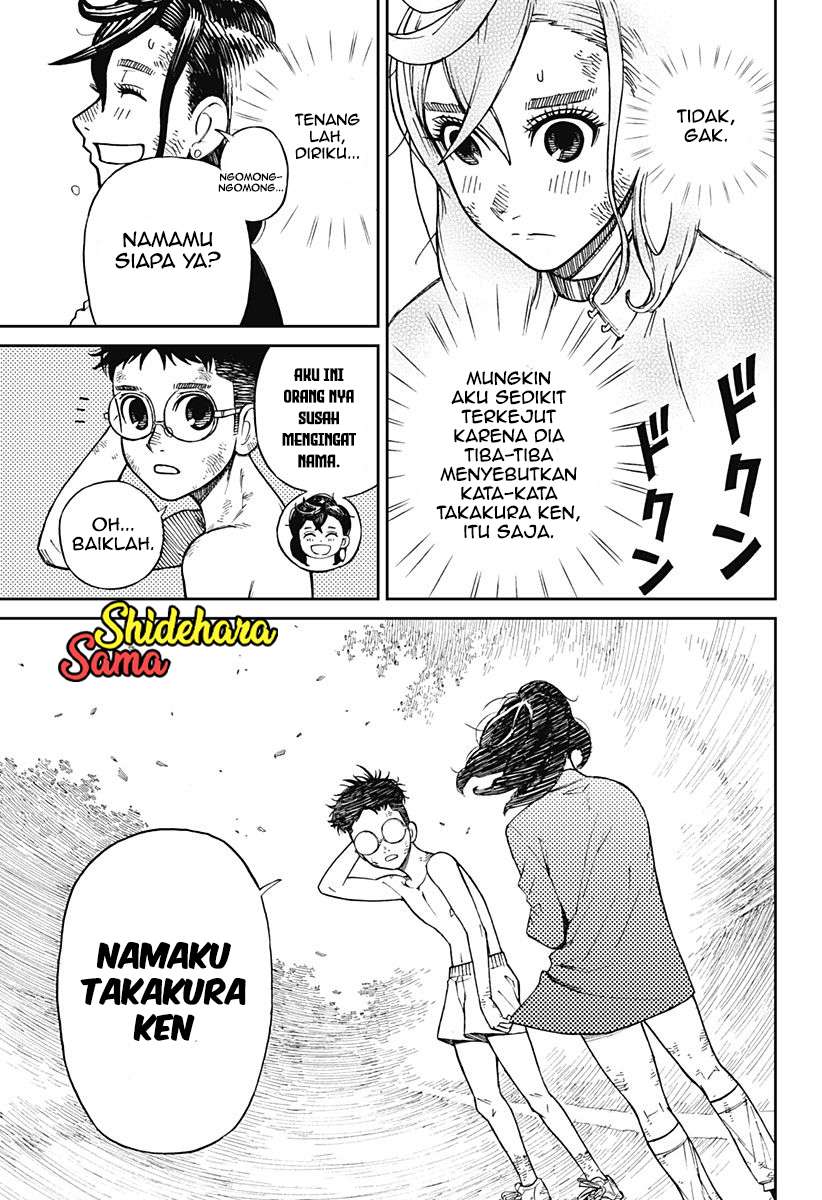 TIDAK,
GAK.
MUNGKIN
AKU SEDIKIT
TERKEJUT
KARENA DIA
TIBA-TIBA
MENYEBUTKAN
KATA-KATA
TAKAKURA KEN,
ITU SAJA.
ドクン
ドクン
TENANG
LAH,
DIRIKU...
NGOMONG-
NGOMONG...
NAMAMU
SIAPA YA?
AKU INI
ORANG NYA
SUSAH
MENGINGAT
NAMA.
OH...
BAIKLAH.
Shidehara
Sama
NAMAKU
TAKAKURA
KEN